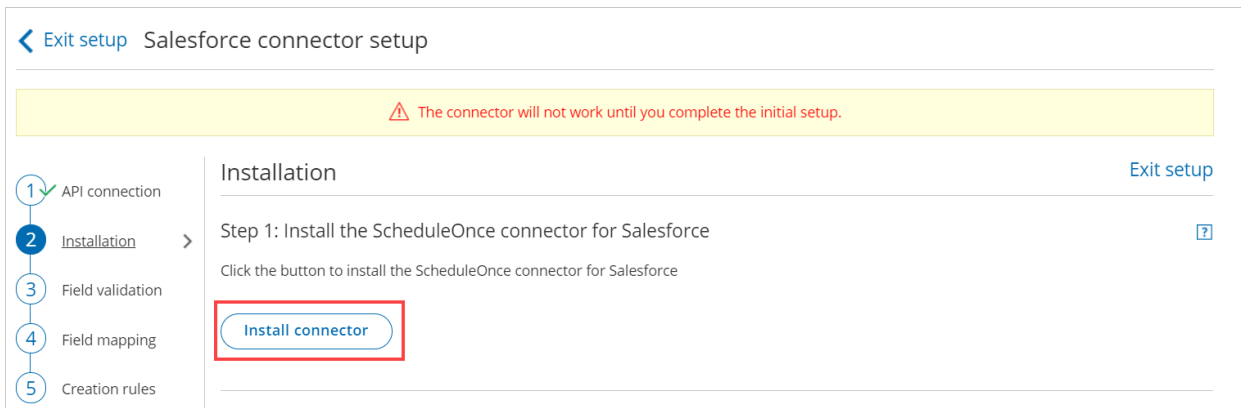 Exit setup Salesforce connector setup
The connector will not work until you complete the initial setup.
Installation
Exit setup
1 API connection
2 Installation
3 Field validation
4 Field mapping
5 Creation rules
Step 1: Install the ScheduleOnce connector for Salesforce
?
Click the button to install the ScheduleOnce connector for Salesforce
Install connector